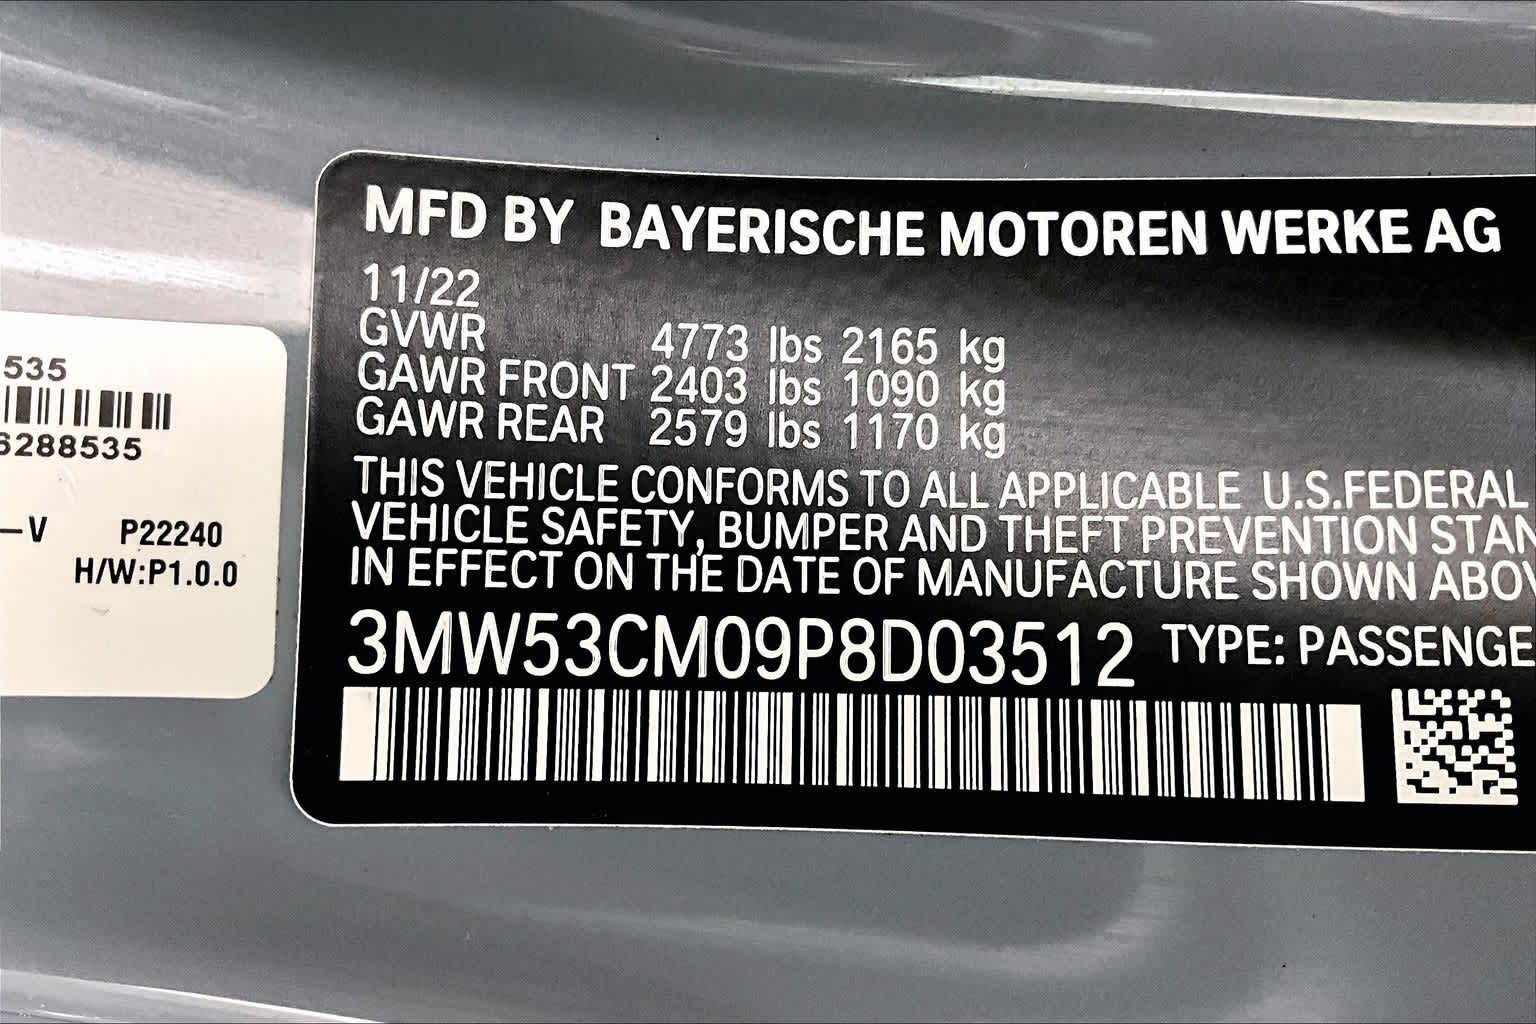 535
6288535
–V P22240
H/W:P1.0.0
MFD BY BAYERISCHE MOTOREN WERKE AG
11/22
GVWR 4773 lbs 2165 kg
GAWR FRONT 2403 lbs 1090 kg
GAWR REAR 2579 lbs 1170 kg
THIS VEHICLE CONFORMS TO ALL APPLICABLE U.S.FEDERAL
VEHICLE SAFETY, BUMPER AND THEFT PREVENTION STAN
IN EFFECT ON THE DATE OF MANUFACTURE SHOWN ABOV
3MW53CM09P8D03512 TYPE: PASSENGE